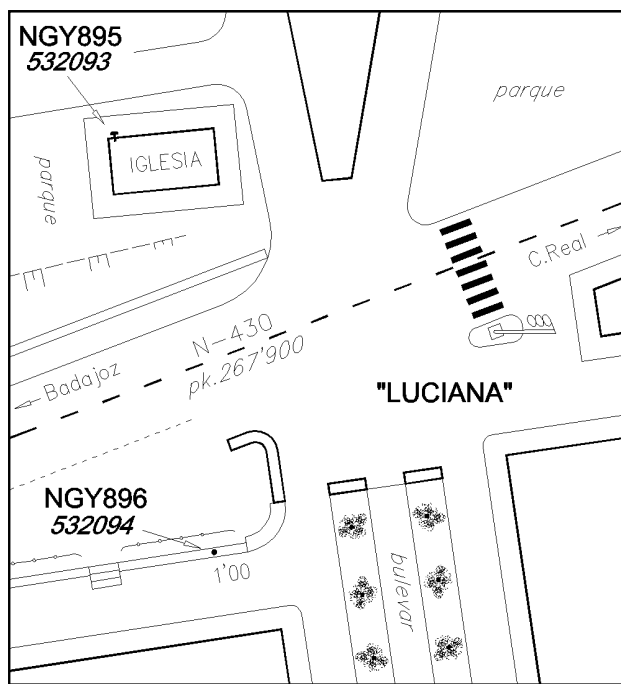 NGY895
532093
parque
IGLESIA
parque
C.Real
N-430
pk.267'900
Badajoz
"LUCIANA"
NGY896
532094
1'00
bulevar